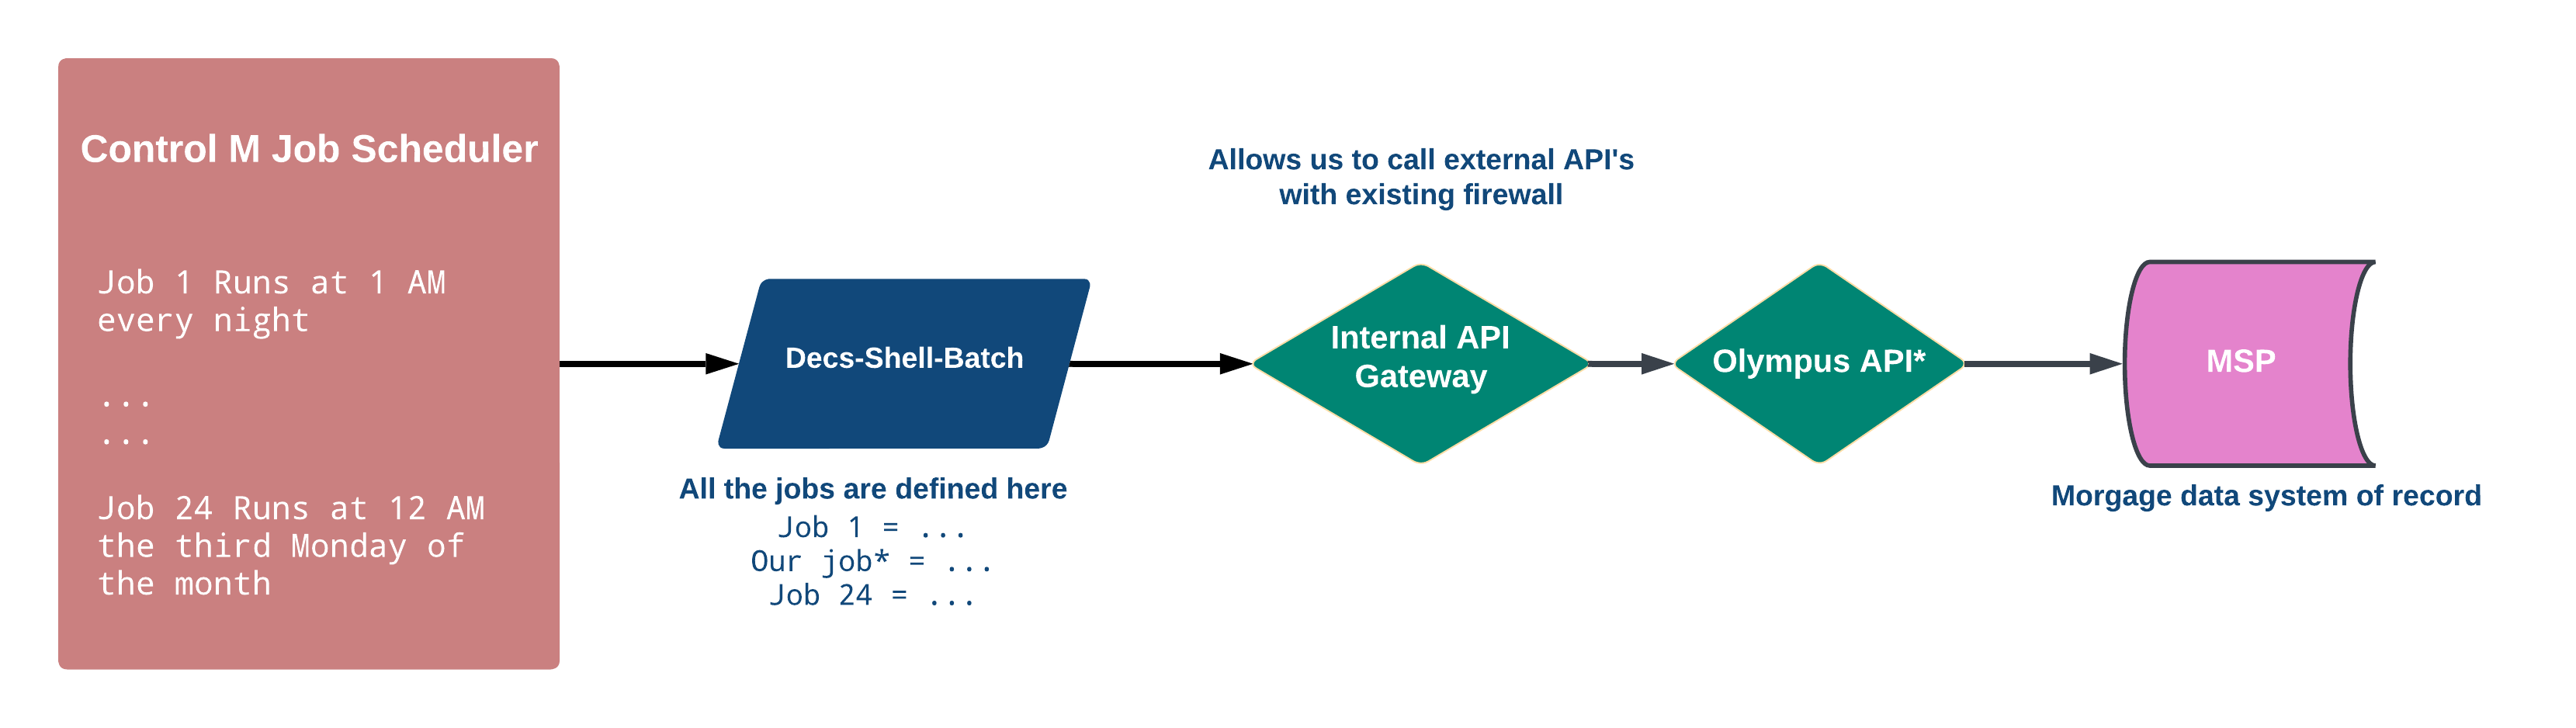 Control M Job Scheduler
Job 1 Runs at 1 AM
every night
...
...
Job 24 Runs at 12 AM
the third Monday of
the month
Decs-Shell-Batch
All the jobs are defined here
Job 1 = ...
Our job* = ...
Job 24 = ...
Allows us to call external API's
with existing firewall
Internal API
Gateway
Olympus API*
MSP
Morgage data system of record